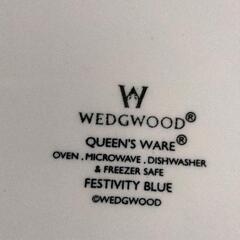 W
WEDGWOOD®
QUEEN'S WARE®
OVEN, MICROWAVE, DISHWASHER
& FREEZER SAFE
FESTIVITY BLUE
©WEDGWOOD